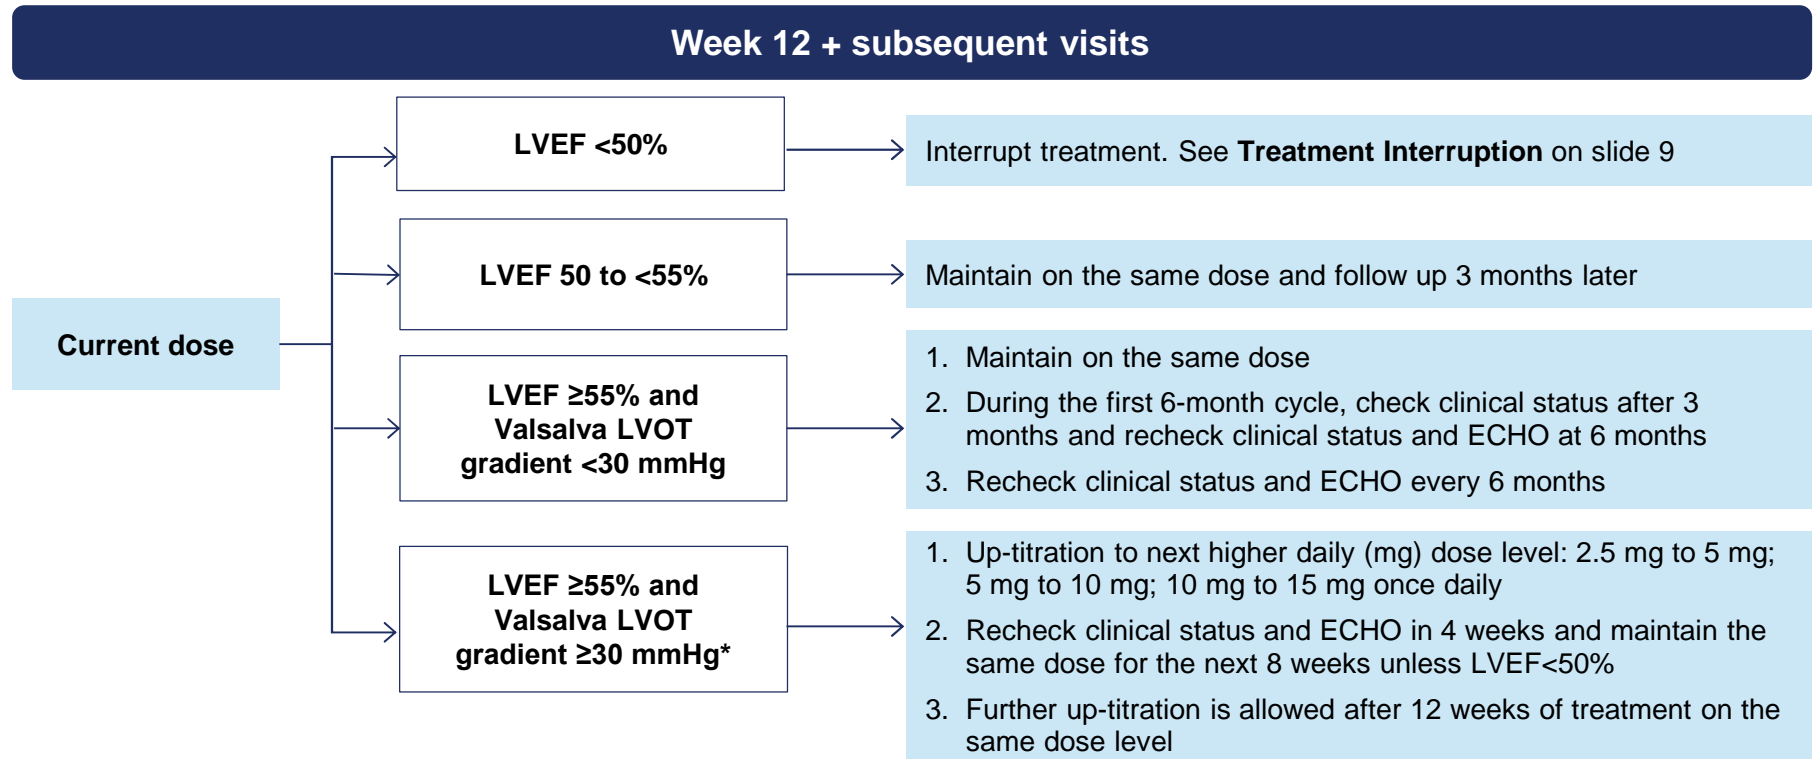 Week 12 + subsequent visits
LVEF <50%
Interrupt treatment. See Treatment Interruption on slide 9
LVEF 50 to <55%
Maintain on the same dose and follow up 3 months later
Current dose
LVEF ≥55% and
Valsalva LVOT
gradient <30 mmHg
1. Maintain on the same dose
2. During the first 6-month cycle, check clinical status after 3
months and recheck clinical status and ECHO at 6 months
3. Recheck clinical status and ECHO every 6 months
LVEF ≥55% and
Valsalva LVOT
gradient ≥30 mmHg*
1. Up-titration to next higher daily (mg) dose level: 2.5 mg to 5 mg;
5 mg to 10 mg; 10 mg to 15 mg once daily
2. Recheck clinical status and ECHO in 4 weeks and maintain the
same dose for the next 8 weeks unless LVEF<50%
3. Further up-titration is allowed after 12 weeks of treatment on the
same dose level